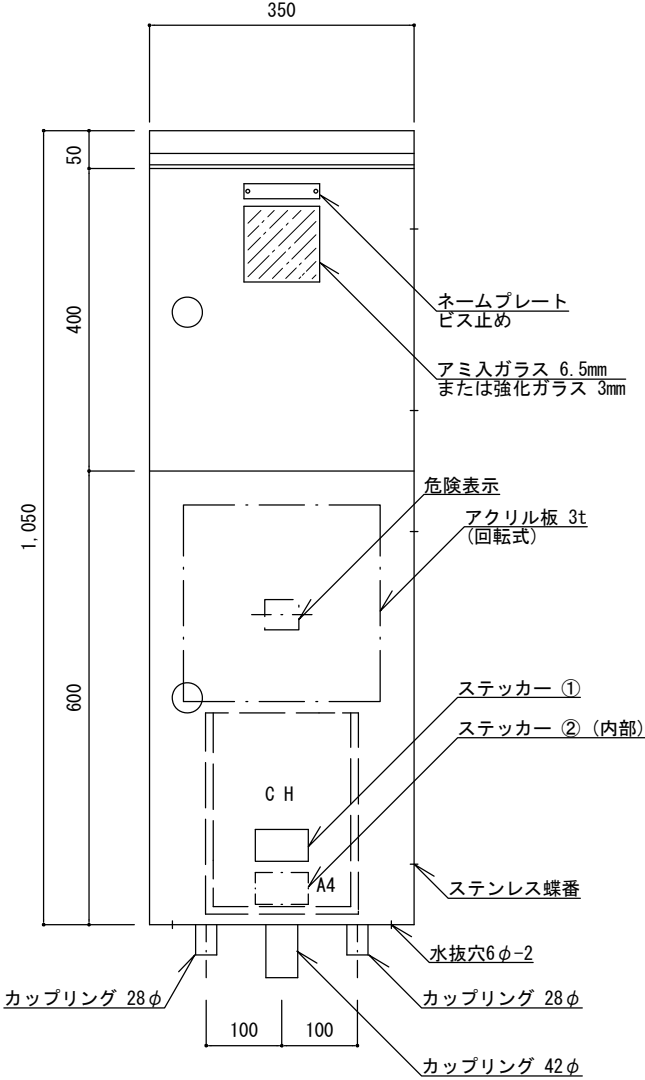 350
50
400
1,050
600
ネームプレート
ビス止め
アミ入ガラス 6.5mm
または強化ガラス 3mm
危険表示
アクリル板 3t
(回転式)
ステッカー ①
ステッカー ② (内部)
C H
A4
ステンレス蝶番
水抜穴6φ-2
カップリング 28φ
カップリング 28φ
100
100
カップリング 42φ